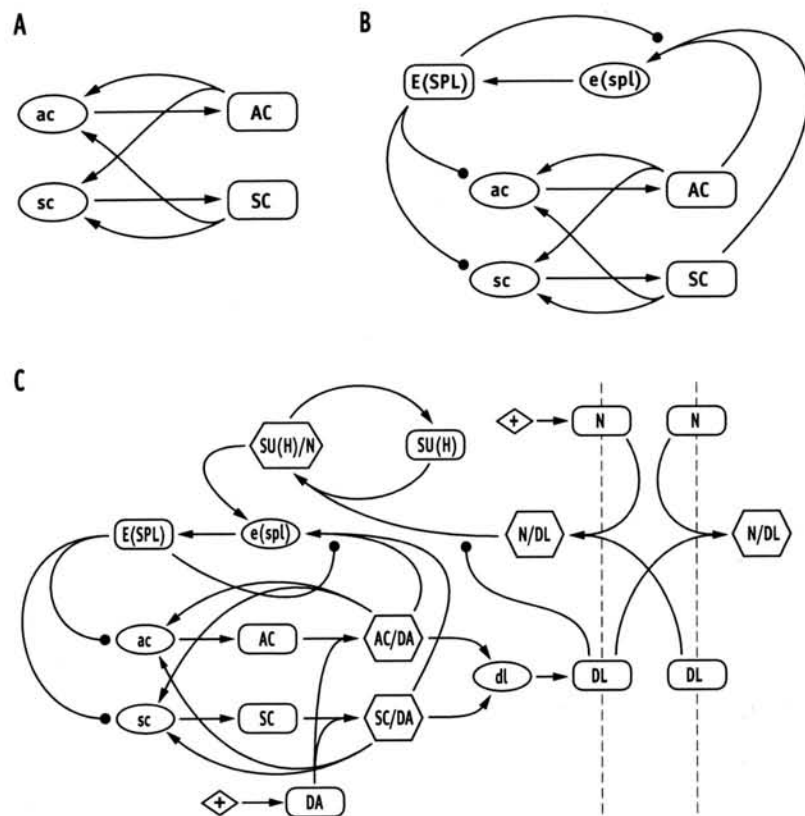 A
ac
AC
sc
SC
B
E(SPL)
e(spl)
ac
AC
sc
SC
C
SU(H)/N
SU(H)
+
N
N
E(SPL)
e(spl)
N/DL
N/DL
ac
AC
AC/DA
dl
DL
DL
sc
SC
SC/DA
+
DA